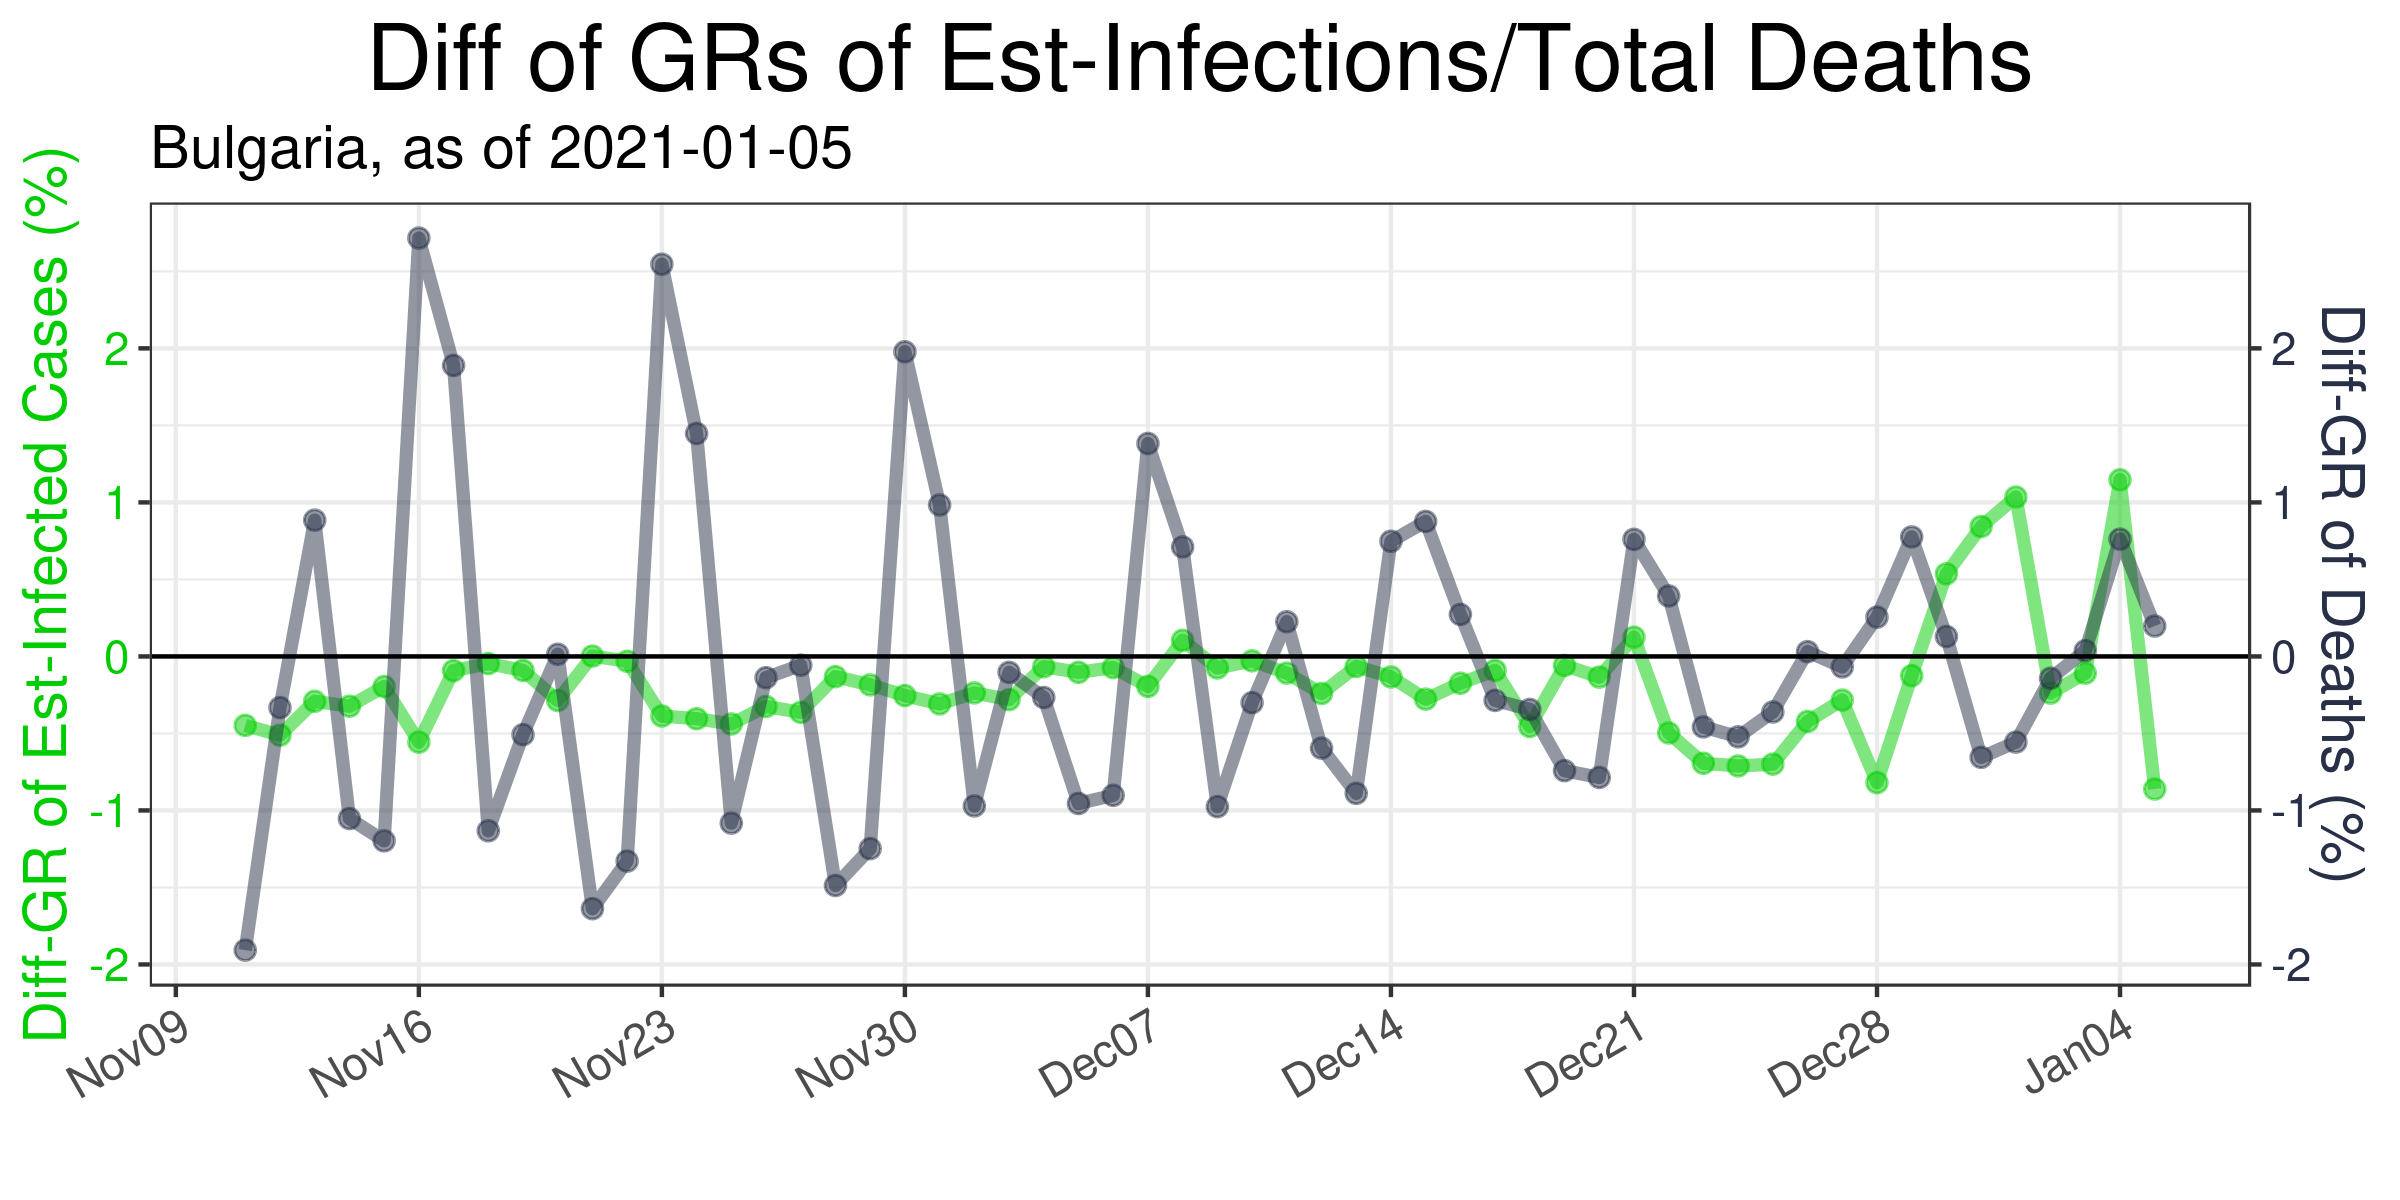 Diff of GRs of Est-Infections/Total Deaths
Bulgaria, as of 2021-01-05
Diff-GR of Est-Infected Cases (%)
2
1
0
-1
-2
2
1
0
-1
-2
Diff-GR of Deaths (%)
Nov09
Nov16
Nov23
Nov30
Dec07
Dec14
Dec21
Dec28
Jan04